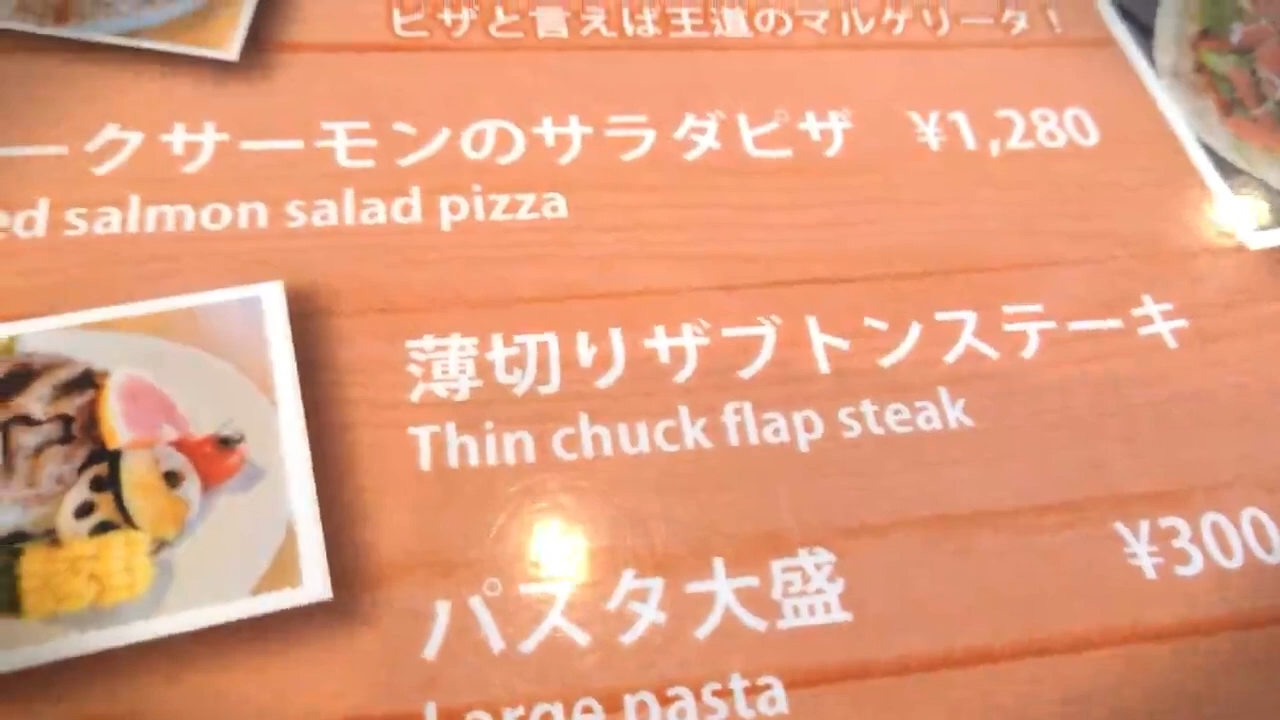 ピザと言えば王道のマルゲリータ！
ークサーモンのサラダピザ ¥1,280
ed salmon salad pizza
薄切りザブトンステーキ
Thin chuck flap steak
パスタ大盛 ¥300
Large pasta